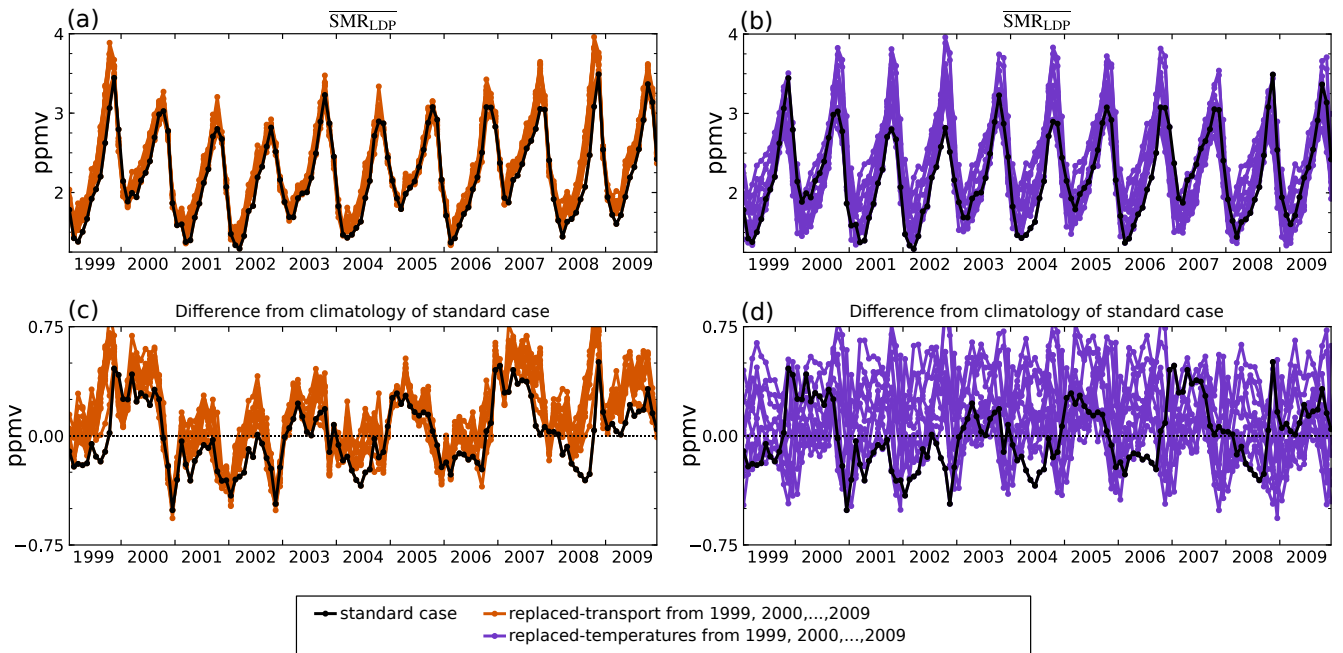 (a) SMR_LDP (b) SMR_LDP
4 4
3 3
2 2
ppmv ppmv
1999 2000 2001 2002 2003 2004 2005 2006 2007 2008 2009 1999 2000 2001 2002 2003 2004 2005 2006 2007 2008 2009
(c) Difference from climatology of standard case (d) Difference from climatology of standard case
0.75 0.75
0.00 0.00
−0.75 −0.75
ppmv ppmv
1999 2000 2001 2002 2003 2004 2005 2006 2007 2008 2009 1999 2000 2001 2002 2003 2004 2005 2006 2007 2008 2009
standard case replaced-transport from 1999, 2000,...,2009
replaced-temperatures from 1999, 2000,...,2009